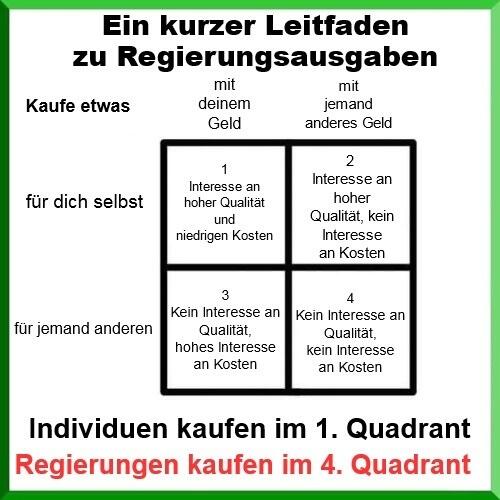 Ein kurzer Leitfaden
zu Regierungsausgaben
Kaufe etwas
mit
deinem
Geld
mit
jemand
anderes Geld
für dich selbst
1
Interesse an
hoher Qualität
und
niedrigen Kosten
2
Interesse an
hoher
Qualität, kein
Interesse
an Kosten
für jemand anderen
3
Kein Interesse an
Qualität,
hohes Interesse
an Kosten
4
Kein Interesse an
Qualität,
kein Interesse
an Kosten
Individuen kaufen im 1. Quadrant
Regierungen kaufen im 4. Quadrant